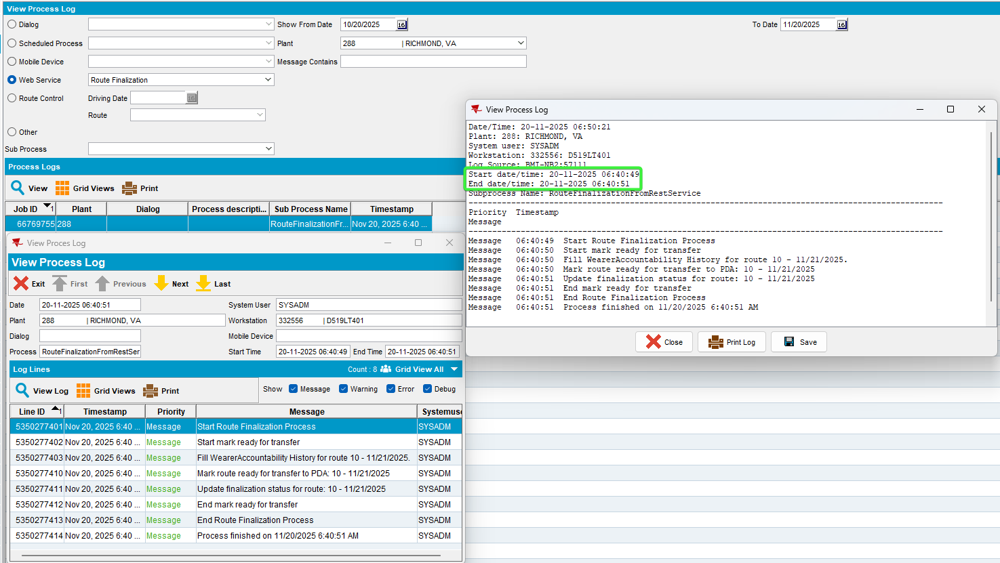 View Process Log
Dialog
Show From Date 10/20/2025 16
To Date 11/20/2025 16
Scheduled Process
Plant 288 | RICHMOND, VA
Mobile Device
Message Contains
Web Service Route Finalization
Route Control Driving Date 16
Route
Other
Sub Process
Process Logs
View Grid Views Print
Job ID 1 Plant Dialog Process descripti... Sub Process Name Timestamp
66769755 288 RouteFinalizationFr... Nov 20, 2025 6:40 ...
View Proces Log
View Process Log
Exit First Previous Next Last
Date 20-11-2025 06:40:51 System User SYSADM
Plant 288 | RICHMOND, VA Workstation 332556 | D519LT401
Dialog Mobile Device
Process RouteFinalizationFromRestSer Start Time 20-11-2025 06:40:49 End Time 20-11-2025 06:40:51
Log Lines Count : 8 Grid View All
View Log Grid Views Print Show Message Warning Error Debug
Line ID 1 Timestamp Priority Message Systemus
5350277401 Nov 20, 2025 6:40 ... Message Start Route Finalization Process SYSADM
5350277402 Nov 20, 2025 6:40 ... Message Start mark ready for transfer SYSADM
5350277403 Nov 20, 2025 6:40 ... Message Fill WearerAccountability History for route 10 - 11/21/2025. SYSADM
5350277410 Nov 20, 2025 6:40 ... Message Mark route ready for transfer to PDA: 10 - 11/21/2025 SYSADM
5350277411 Nov 20, 2025 6:40 ... Message Update finalization status for route: 10 - 11/21/2025 SYSADM
5350277412 Nov 20, 2025 6:40 ... Message End mark ready for transfer SYSADM
5350277413 Nov 20, 2025 6:40 ... Message End Route Finalization Process SYSADM
5350277414 Nov 20, 2025 6:40 ... Message Process finished on 11/20/2025 6:40:51 AM SYSADM
View Process Log
Date/Time: 20-11-2025 06:50:21
Plant: 288: RICHMOND, VA
System user: SYSADM
Workstation: 332556: D519LT401
Log Source: BMI-NB2:57111
Start date/time: 20-11-2025 06:40:49
End date/time: 20-11-2025 06:40:51
Subprocess Name: RouteFinalizationFromRestService
Priority Timestamp
Message
Message 06:40:49 Start Route Finalization Process
Message 06:40:50 Start mark ready for transfer
Message 06:40:50 Fill WearerAccountability History for route 10 - 11/21/2025.
Message 06:40:50 Mark route ready for transfer to PDA: 10 - 11/21/2025
Message 06:40:51 Update finalization status for route: 10 - 11/21/2025
Message 06:40:51 End mark ready for transfer
Message 06:40:51 End Route Finalization Process
Message 06:40:51 Process finished on 11/20/2025 6:40:51 AM
Close Print Log Save